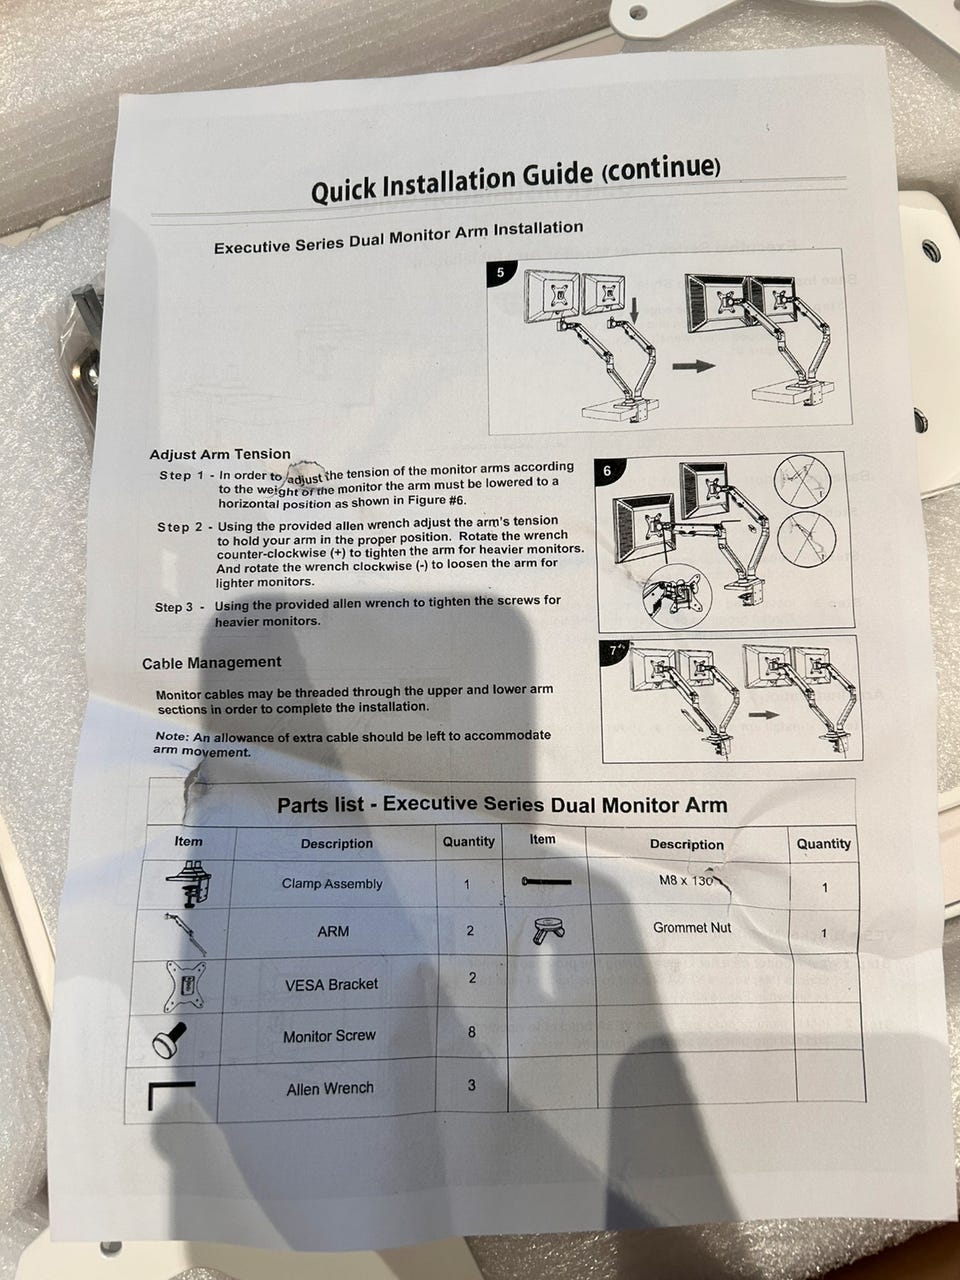 Quick Installation Guide (continue)
Executive Series Dual Monitor Arm Installation
5
Adjust Arm Tension
Step 1 - In order to adjust the tension of the monitor arms according
to the weight of the monitor the arm must be lowered to a
horizontal position as shown in Figure #6.
Step 2 - Using the provided allen wrench adjust the arm's tension
to hold your arm in the proper position. Rotate the wrench
counter-clockwise (+) to tighten the arm for heavier monitors.
And rotate the wrench clockwise (-) to loosen the arm for
lighter monitors.
Step 3 - Using the provided allen wrench to tighten the screws for
heavier monitors.
6
Cable Management
Monitor cables may be threaded through the upper and lower arm
sections in order to complete the installation.
Note: An allowance of extra cable should be left to accommodate
arm movement.
7
Parts list - Executive Series Dual Monitor Arm
Item Description Quantity Item Description Quantity
Clamp Assembly 1 M8 x 130 1
ARM 2 Grommet Nut 1
VESA Bracket 2
Monitor Screw 8
Allen Wrench 3